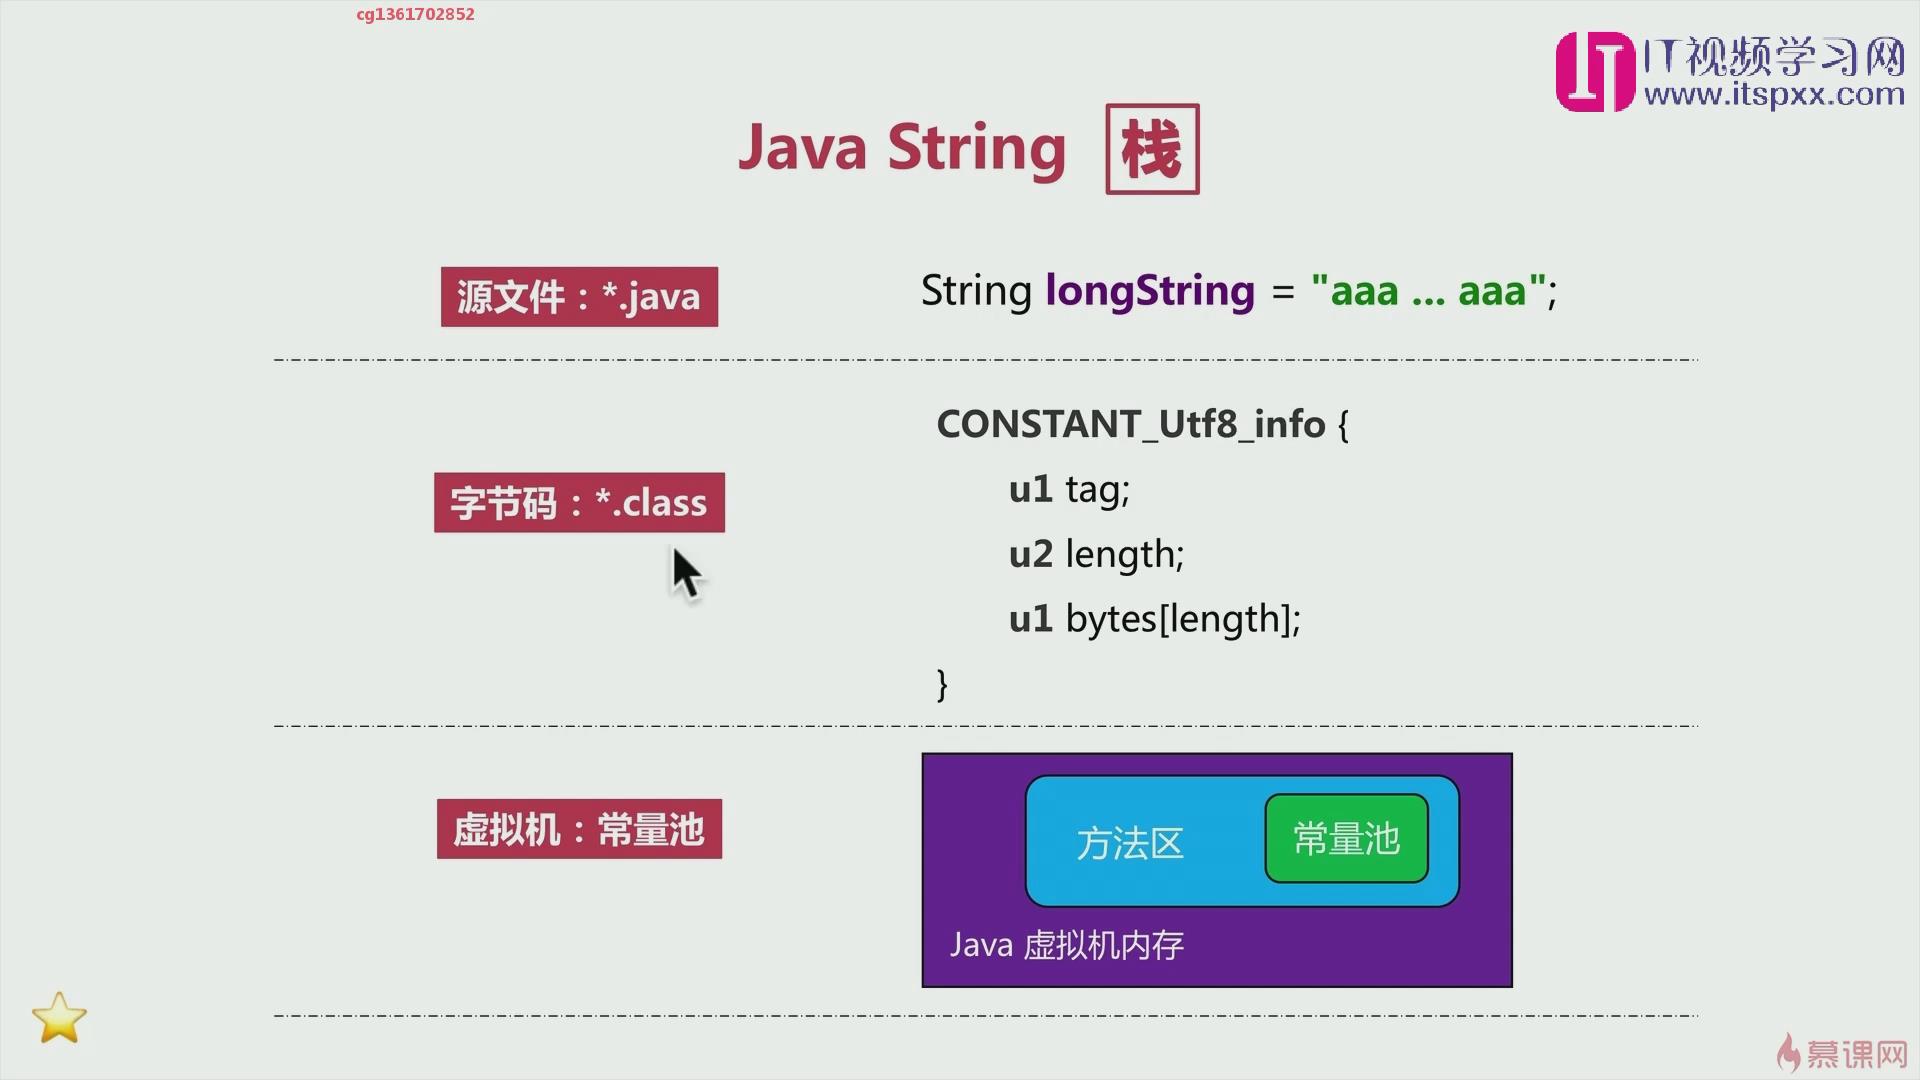 cg1361702852
IT视频学习网
www.itspxx.com
Java String 栈
源文件：*.java
String longString = "aaa ... aaa";
字节码：*.class
CONSTANT_Utf8_info {
u1 tag;
u2 length;
u1 bytes[length];
}
虚拟机：常量池
方法区
常量池
Java 虚拟机内存
慕课网